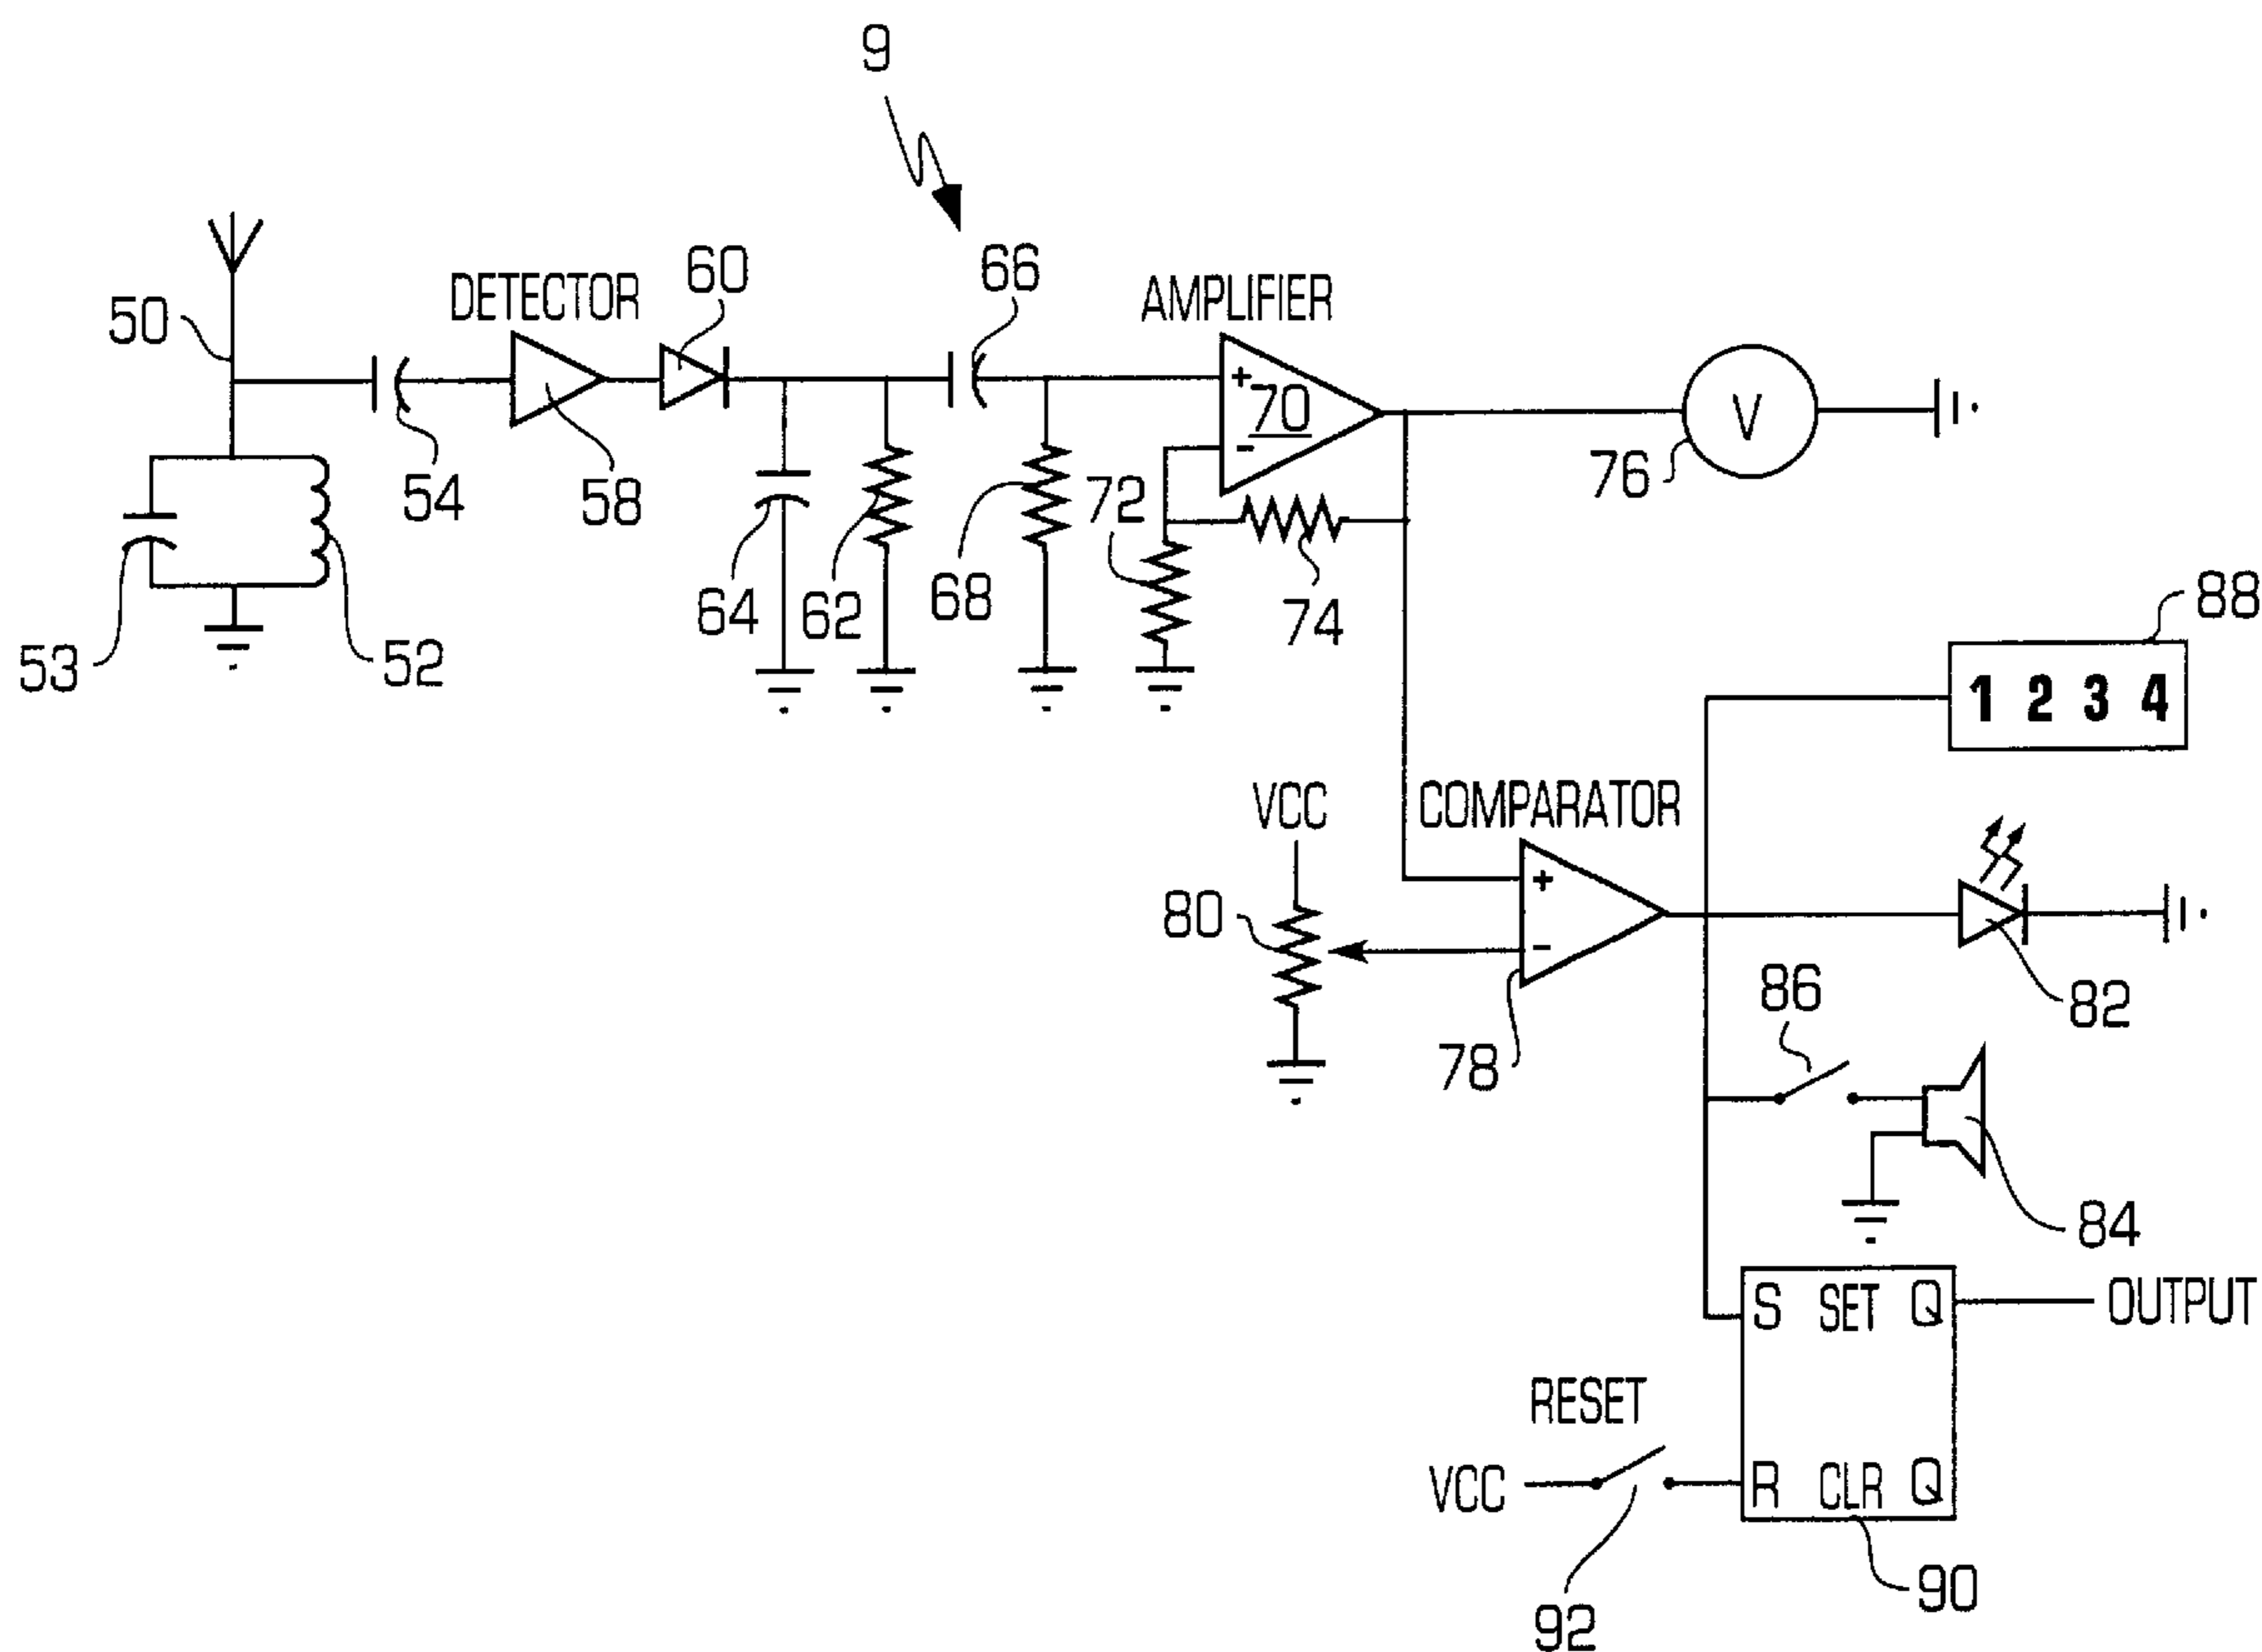 9
50
DETECTOR
60
66
AMPLIFIER
+
70
-
V
76
54
58
53
52
64
62
68
72
74
88
1 2 3 4
VCC
COMPARATOR
+
-
80
78
82
86
84
S SET Q
OUTPUT
RESET
VCC
R CLR Q
90
92